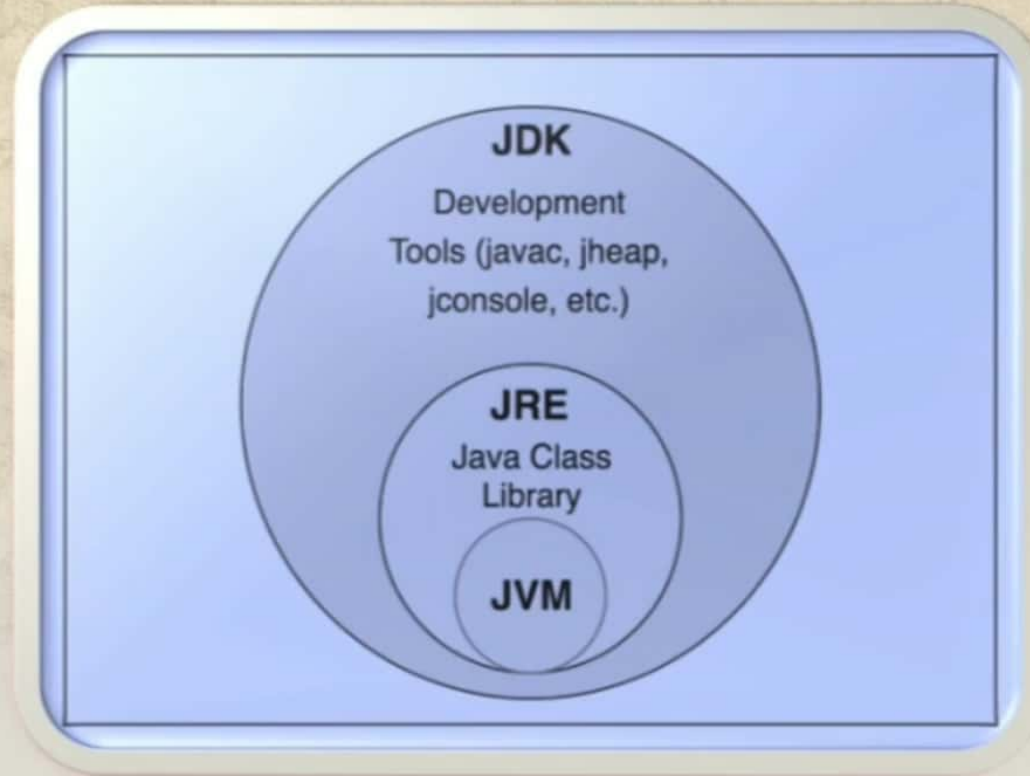 JDK
Development
Tools (javac, jheap,
jconsole, etc.)
JRE
Java Class
Library
JVM